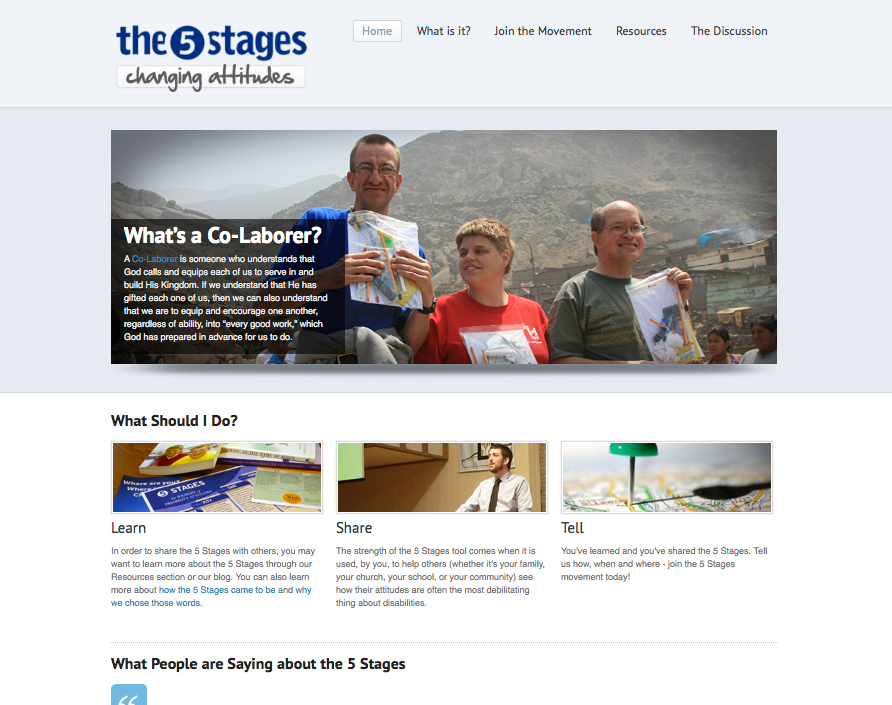 the 5 stages
changing attitudes
Home
What is it?
Join the Movement
Resources
The Discussion
What's a Co-Laborer?
A Co-Laborer is someone who understands that
God calls and equips each of us to serve in and
build His Kingdom. If we understand that He has
gifted each one of us, then we can also understand
that we are to equip and encourage one another,
regardless of ability, into “every good work,” which
God has prepared in advance for us to do.
What Should I Do?
Where are you?
5 STAGES
Learn
In order to share the 5 Stages with others, you may
want to learn more about the 5 Stages through our
Resources section or our blog. You can also learn
more about how the 5 Stages came to be and why
we chose those words.
Share
The strength of the 5 Stages tool comes when it is
used, by you, to help others (whether it's your family,
your church, your school, or your community) see
how their attitudes are often the most debilitating
thing about disabilities.
Tell
You've learned and you've shared the 5 Stages. Tell
us how, when and where - join the 5 Stages
movement today!
What People are Saying about the 5 Stages